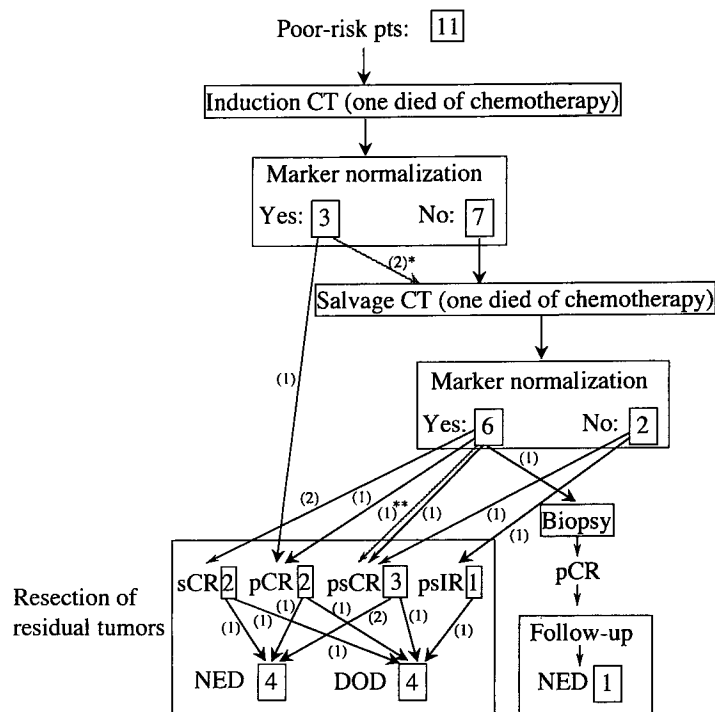 Poor-risk pts: 11
Induction CT (one died of chemotherapy)
Marker normalization
Yes: 3 No: 7
(2)*
Salvage CT (one died of chemotherapy)
(1)
Marker normalization
Yes: 6 No: 2
(1)
(2) (1) (1)** (1) (1) (1)
Biopsy
pCR
sCR 2 pCR 2 psCR 3 psIR 1
Resection of
residual tumors
(1) (1) (1) (1) (1) (2) (1) (1)
Follow-up
NED 4 DOD 4 NED 1